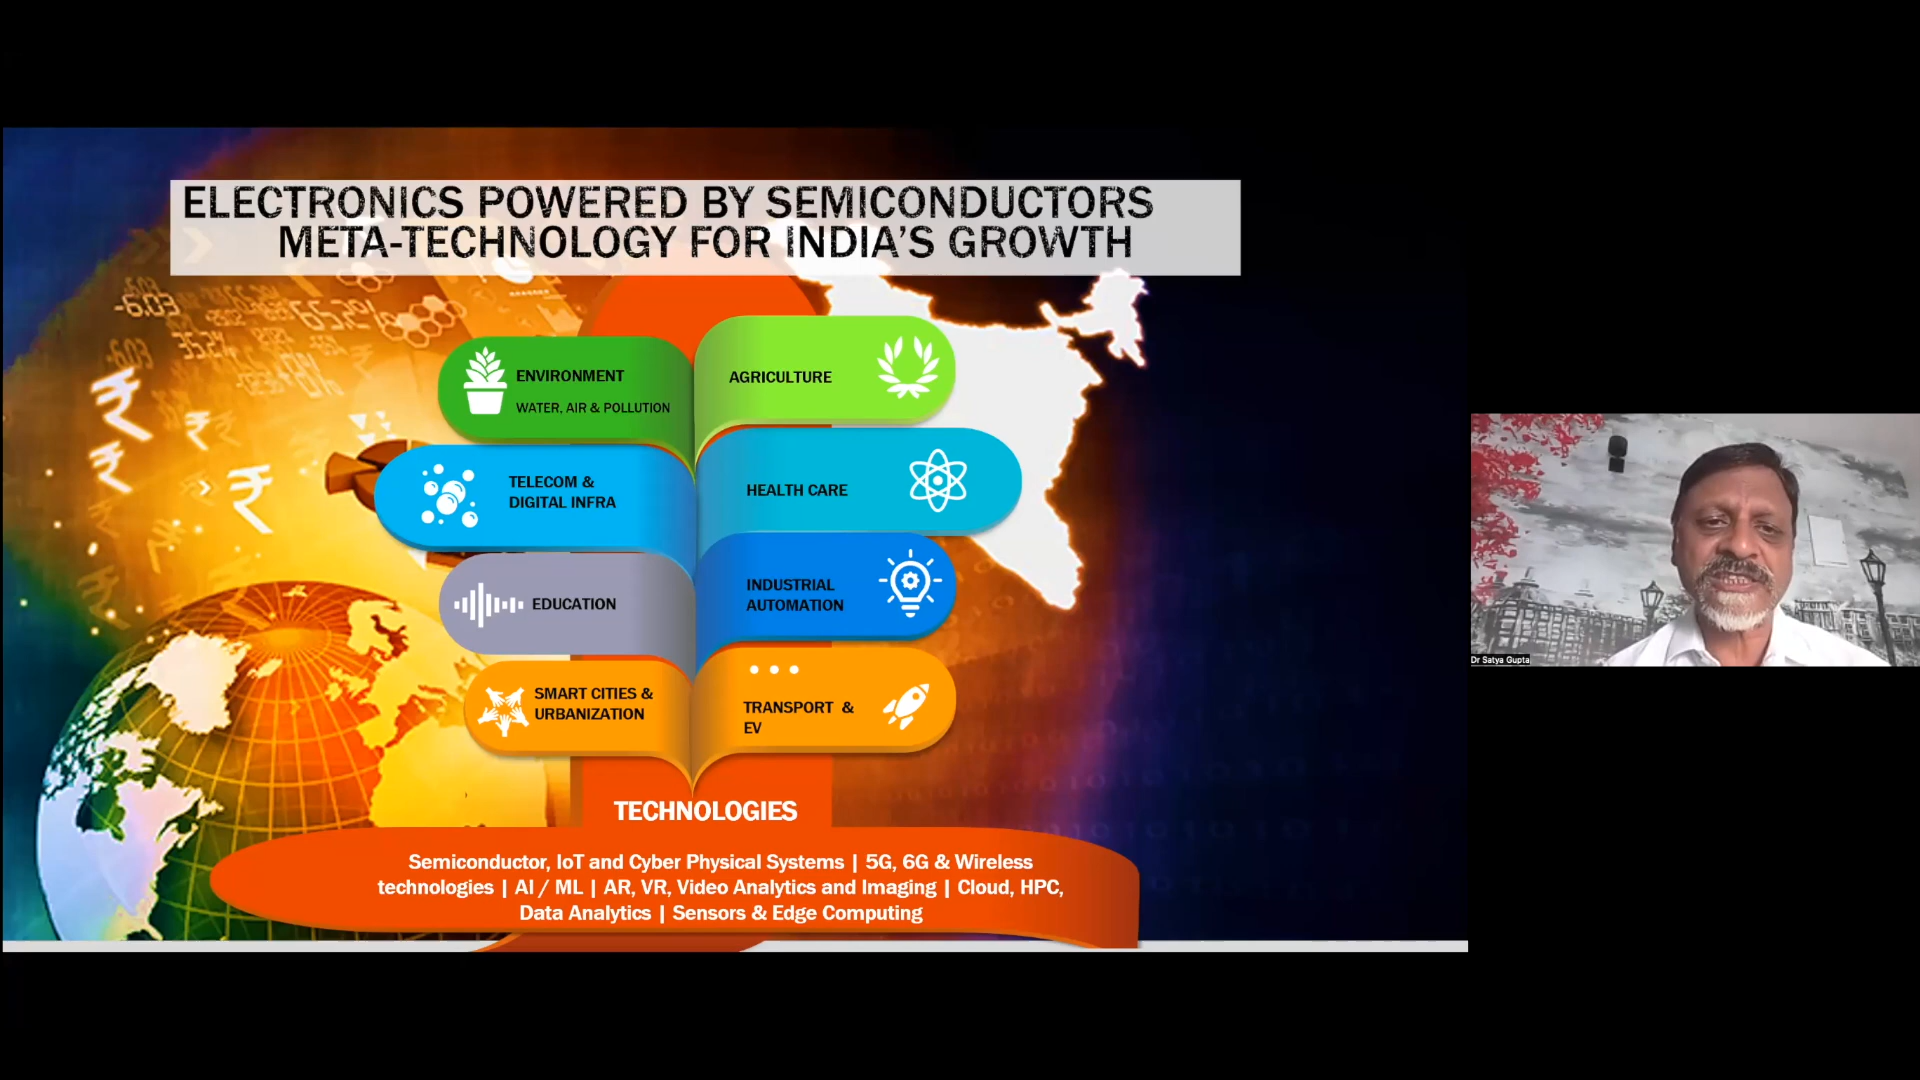 ELECTRONICS POWERED BY SEMICONDUCTORS
META-TECHNOLOGY FOR INDIA'S GROWTH
ENVIRONMENT
WATER, AIR & POLLUTION
AGRICULTURE
TELECOM &
DIGITAL INFRA
HEALTH CARE
EDUCATION
INDUSTRIAL
AUTOMATION
SMART CITIES &
URBANIZATION
TRANSPORT &
EV
TECHNOLOGIES
Semiconductor, IoT and Cyber Physical Systems | 5G, 6G & Wireless
technologies | AI / ML | AR, VR, Video Analytics and Imaging | Cloud, HPC,
Data Analytics | Sensors & Edge Computing
Dr Satya Gupta